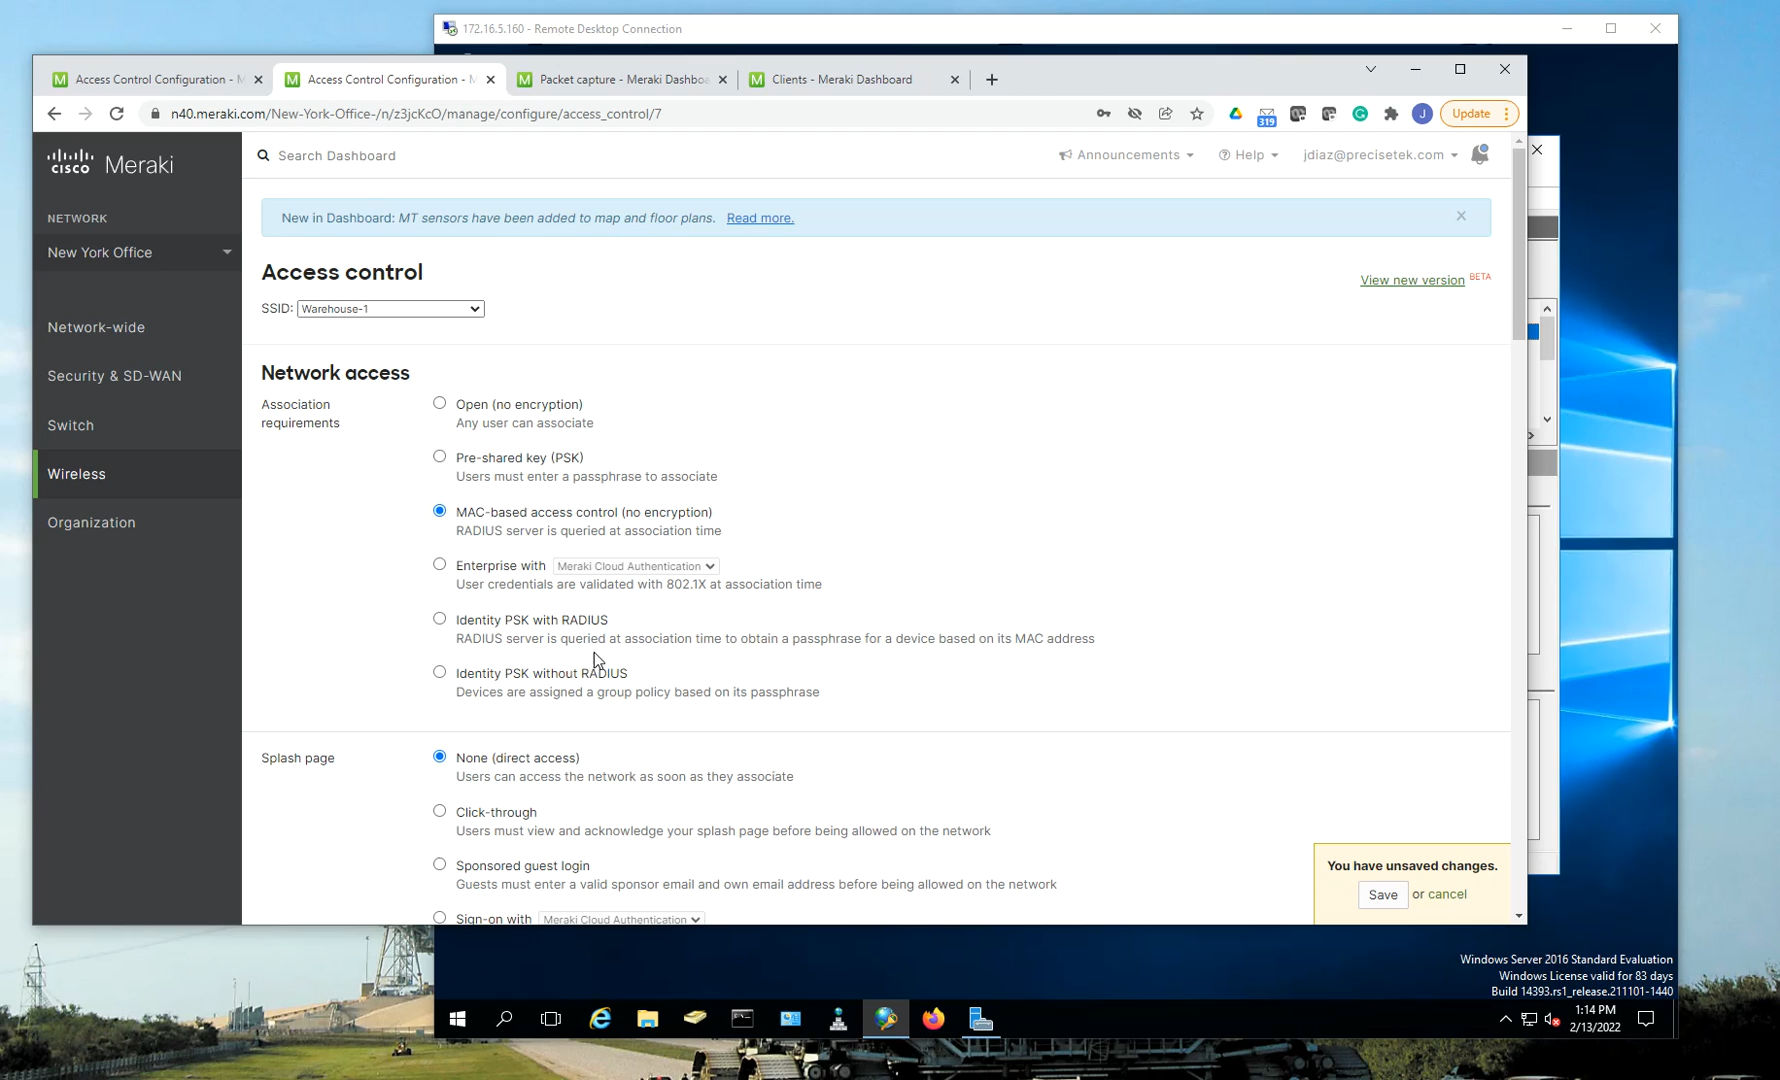 172.16.5.160 - Remote Desktop Connection
Access Control Configuration - M
Access Control Configuration - M
Packet capture - Meraki Dashboa
Clients - Meraki Dashboard
n40.meraki.com/New-York-Office-/n/z3jcKcO/manage/configure/access_control/7
319
J
Update
cisco Meraki
Search Dashboard
Announcements
Help
jdiaz@precisetek.com
NETWORK
New York Office
Network-wide
Security & SD-WAN
Switch
Wireless
Organization
New in Dashboard: MT sensors have been added to map and floor plans. Read more.
Access control
View new version BETA
SSID: Warehouse-1
Network access
Association
requirements
Open (no encryption)
Any user can associate
Pre-shared key (PSK)
Users must enter a passphrase to associate
MAC-based access control (no encryption)
RADIUS server is queried at association time
Enterprise with Meraki Cloud Authentication
User credentials are validated with 802.1X at association time
Identity PSK with RADIUS
RADIUS server is queried at association time to obtain a passphrase for a device based on its MAC address
Identity PSK without RADIUS
Devices are assigned a group policy based on its passphrase
Splash page
None (direct access)
Users can access the network as soon as they associate
Click-through
Users must view and acknowledge your splash page before being allowed on the network
Sponsored guest login
Guests must enter a valid sponsor email and own email address before being allowed on the network
Sign-on with Meraki Cloud Authentication
You have unsaved changes.
Save or cancel
Windows Server 2016 Standard Evaluation
Windows License valid for 83 days
Build 14393.rs1_release.211101-1440
1:14 PM
2/13/2022